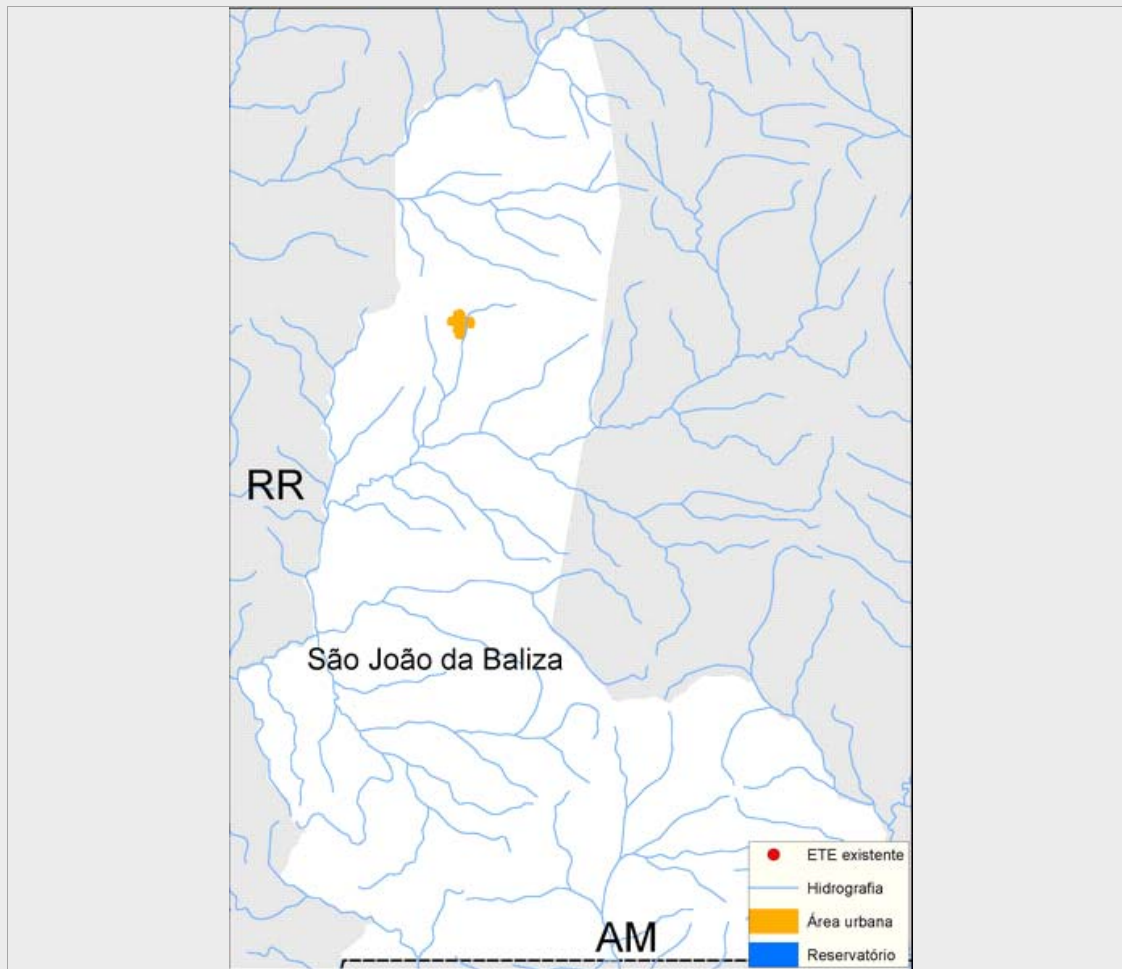 RR
São João da Baliza
AM
ETE existente
Hidrografia
Área urbana
Reservatório